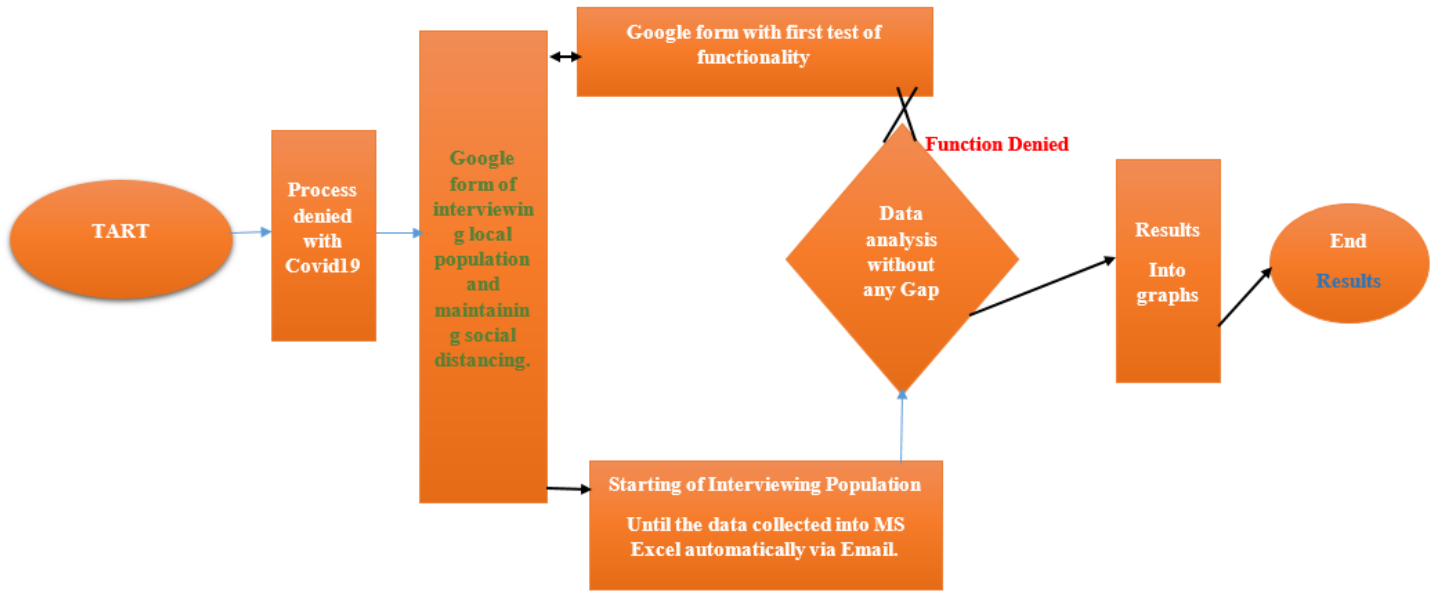 TART
Process
denied
with
Covid19
Google
form of
interviewin
g local
population
and
maintainin
g social
distancing.
Google form with first test of
functionality
Function Denied
Data
analysis
without
any Gap
Starting of Interviewing Population
Until the data collected into MS
Excel automatically via Email.
Results
Into
graphs
End
Results